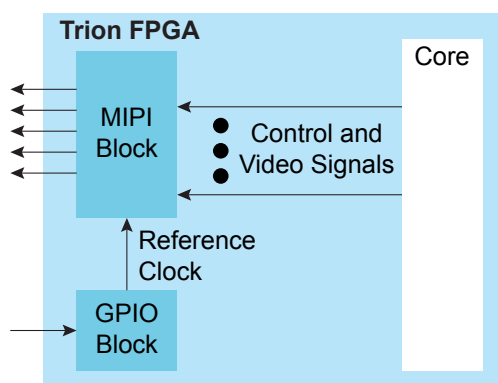 Trion FPGA
Core
MIPI
Block
Control and
Video Signals
Reference
Clock
GPIO
Block